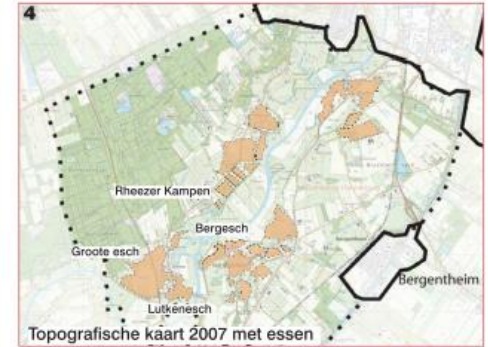 4
Rheezer Kampen
Bergesch
Groote esch
Bergentheim
Lutkenesch
Topografische kaart 2007 met essen